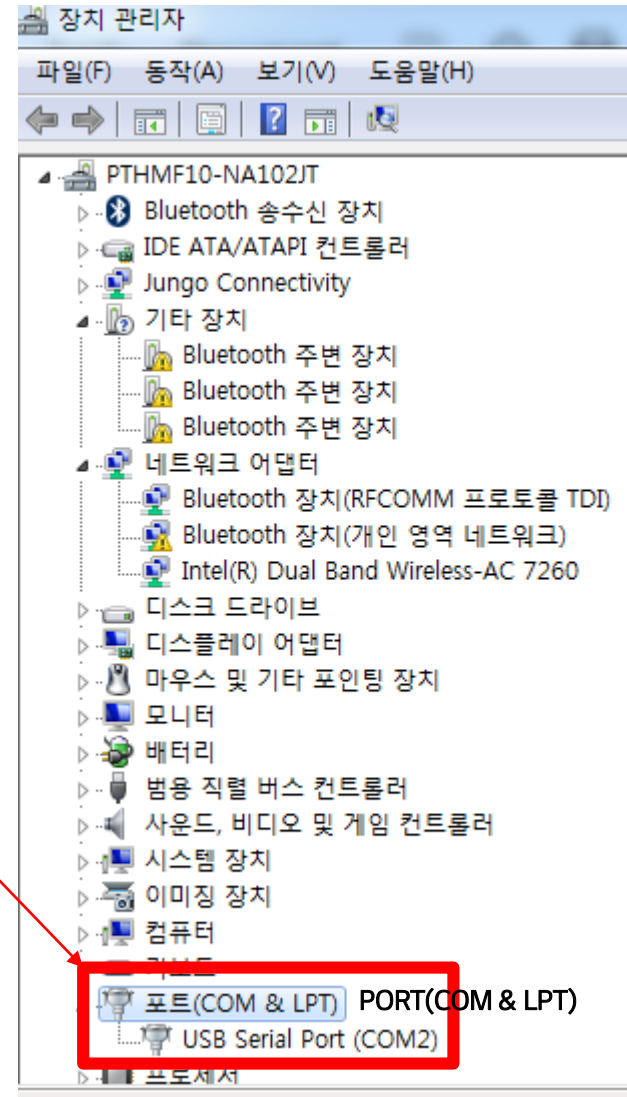 장치 관리자
파일(F) 동작(A) 보기(V) 도움말(H)
PTHMF10-NA102JT
Bluetooth 송수신 장치
IDE ATA/ATAPI 컨트롤러
Jungo Connectivity
기타 장치
Bluetooth 주변 장치
Bluetooth 주변 장치
Bluetooth 주변 장치
네트워크 어댑터
Bluetooth 장치(RFCOMM 프로토콜 TDI)
Bluetooth 장치(개인 영역 네트워크)
Intel(R) Dual Band Wireless-AC 7260
디스크 드라이브
디스플레이 어댑터
마우스 및 기타 포인팅 장치
모니터
배터리
범용 직렬 버스 컨트롤러
사운드, 비디오 및 게임 컨트롤러
시스템 장치
이미징 장치
컴퓨터
포트(COM & LPT) PORT(COM & LPT)
USB Serial Port (COM2)
프로세서